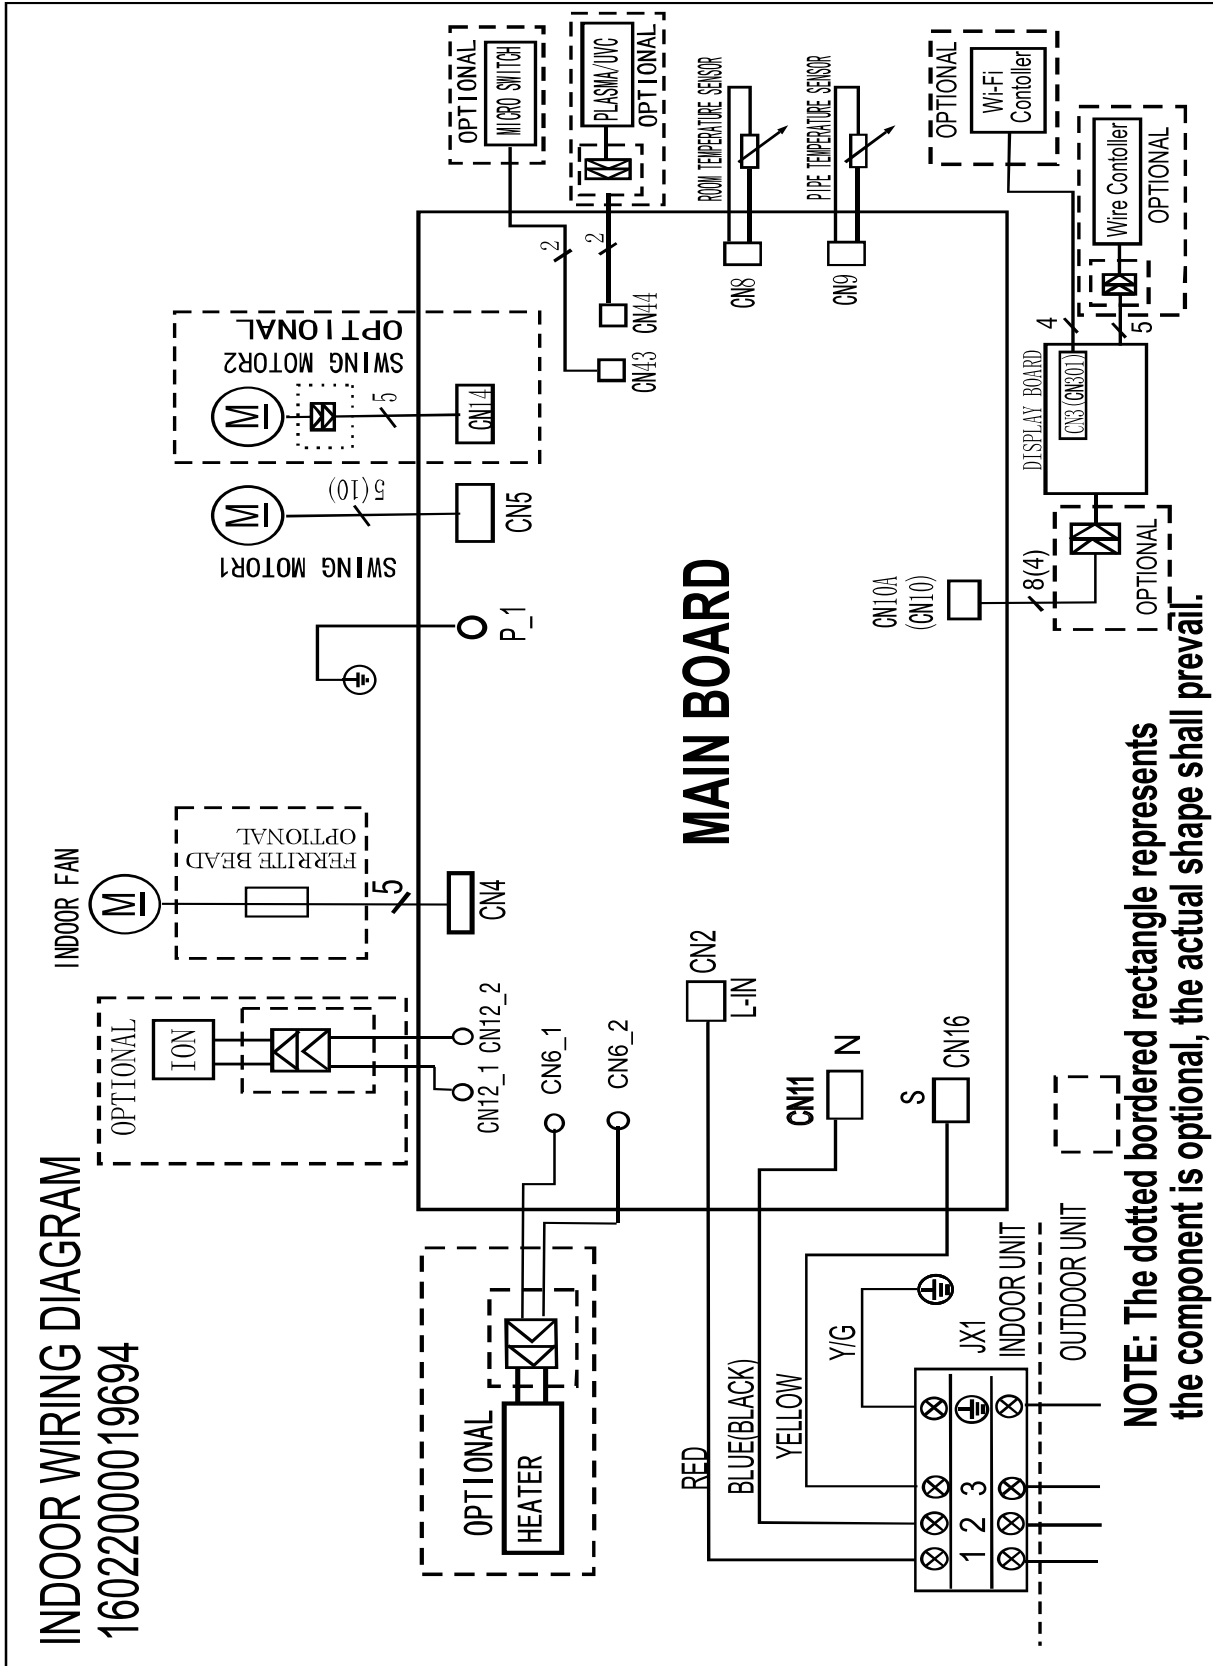 INDOOR WIRING DIAGRAM
16022000019694
OPTIONAL
ION
INDOOR FAN
M
FERRITE BEAD
OPTIONAL
5
CN4
CN12_1
CN12_2
CN6_1
CN6_2
OPTIONAL
HEATER
P_1
SWING MOTOR1
M
5(10)
CN5
OPTIONAL
SWING MOTOR2
M
5
CN14
OPTIONAL
MICRO SWITCH
2
CN43
PLASMA/UVC
OPTIONAL
2
CN44
ROOM TEMPERATURE SENSOR
CN8
PIPE TEMPERATURE SENSOR
CN9
MAIN BOARD
CN2
L-IN
CN11
N
S
CN16
CN10A
(CN10)
8(4)
OPTIONAL
DISPLAY BOARD
CN3(CN301)
4
5
OPTIONAL
Wi-Fi
Contoller
Wire Contoller
OPTIONAL
RED
BLUE(BLACK)
YELLOW
Y/G
1 2 3
JX1
INDOOR UNIT
OUTDOOR UNIT
NOTE: The dotted bordered rectangle represents
the component is optional, the actual shape shall prevail.